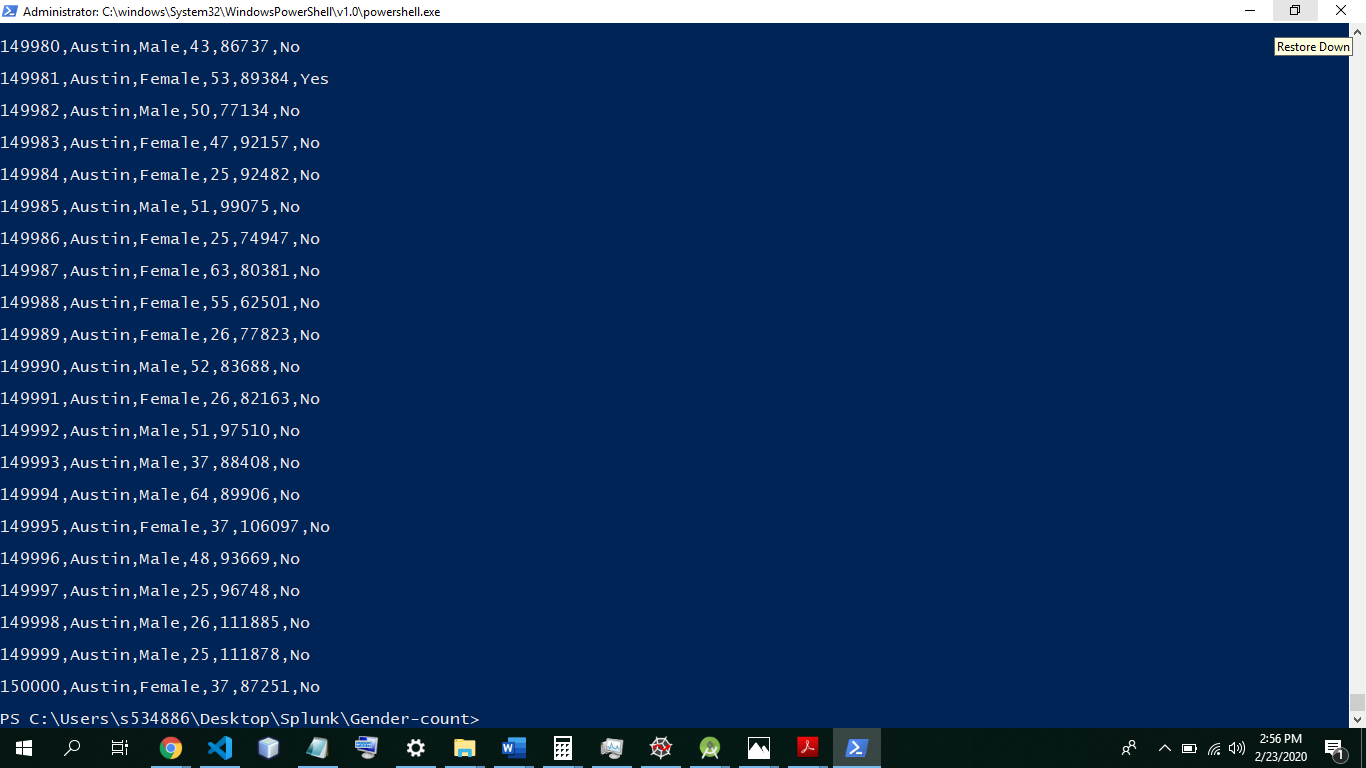 Administrator: C:\windows\System32\WindowsPowerShell\v1.0\powershell.exe
Restore Down
149980,Austin,Male,43,86737,No
149981,Austin,Female,53,89384,Yes
149982,Austin,Male,50,77134,No
149983,Austin,Female,47,92157,No
149984,Austin,Female,25,92482,No
149985,Austin,Male,51,99075,No
149986,Austin,Female,25,74947,No
149987,Austin,Female,63,80381,No
149988,Austin,Female,55,62501,No
149989,Austin,Female,26,77823,No
149990,Austin,Male,52,83688,No
149991,Austin,Female,26,82163,No
149992,Austin,Male,51,97510,No
149993,Austin,Male,37,88408,No
149994,Austin,Male,64,89906,No
149995,Austin,Female,37,106097,No
149996,Austin,Male,48,93669,No
149997,Austin,Male,25,96748,No
149998,Austin,Male,26,111885,No
149999,Austin,Male,25,111878,No
150000,Austin,Female,37,87251,No
PS C:\Users\s534886\Desktop\Splunk\Gender-count>
2:56 PM
2/23/2020
1